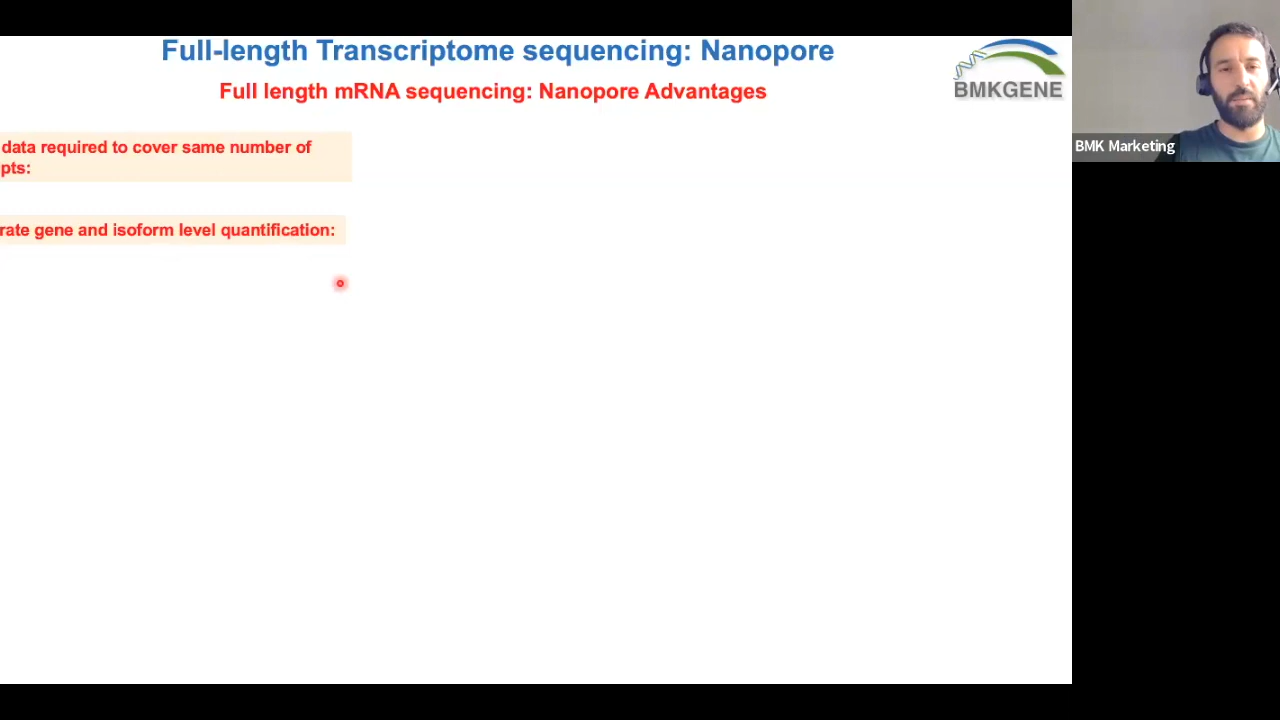 Full-length Transcriptome sequencing: Nanopore
Full length mRNA sequencing: Nanopore Advantages
BMKGENE
data required to cover same number of
pts:
rate gene and isoform level quantification:
BMK Marketing